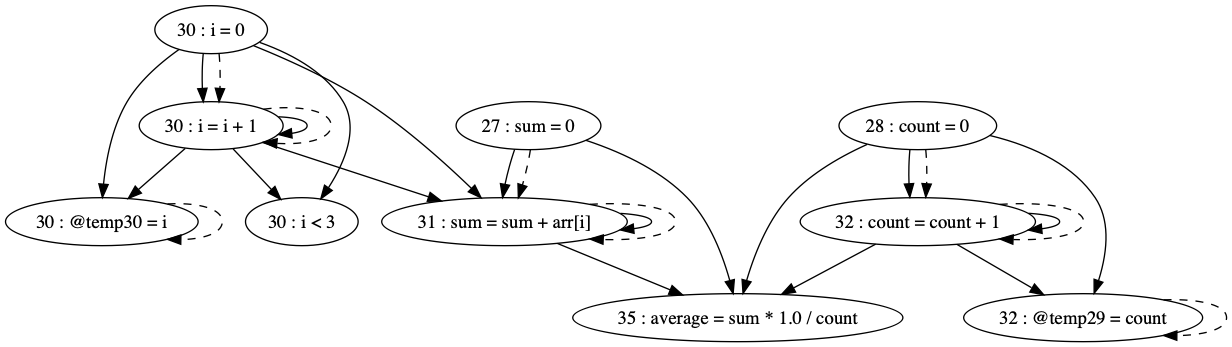 30 : i = 0
30 : i = i + 1
27 : sum = 0
28 : count = 0
30 : @temp30 = i
30 : i < 3
31 : sum = sum + arr[i]
32 : count = count + 1
35 : average = sum * 1.0 / count
32 : @temp29 = count